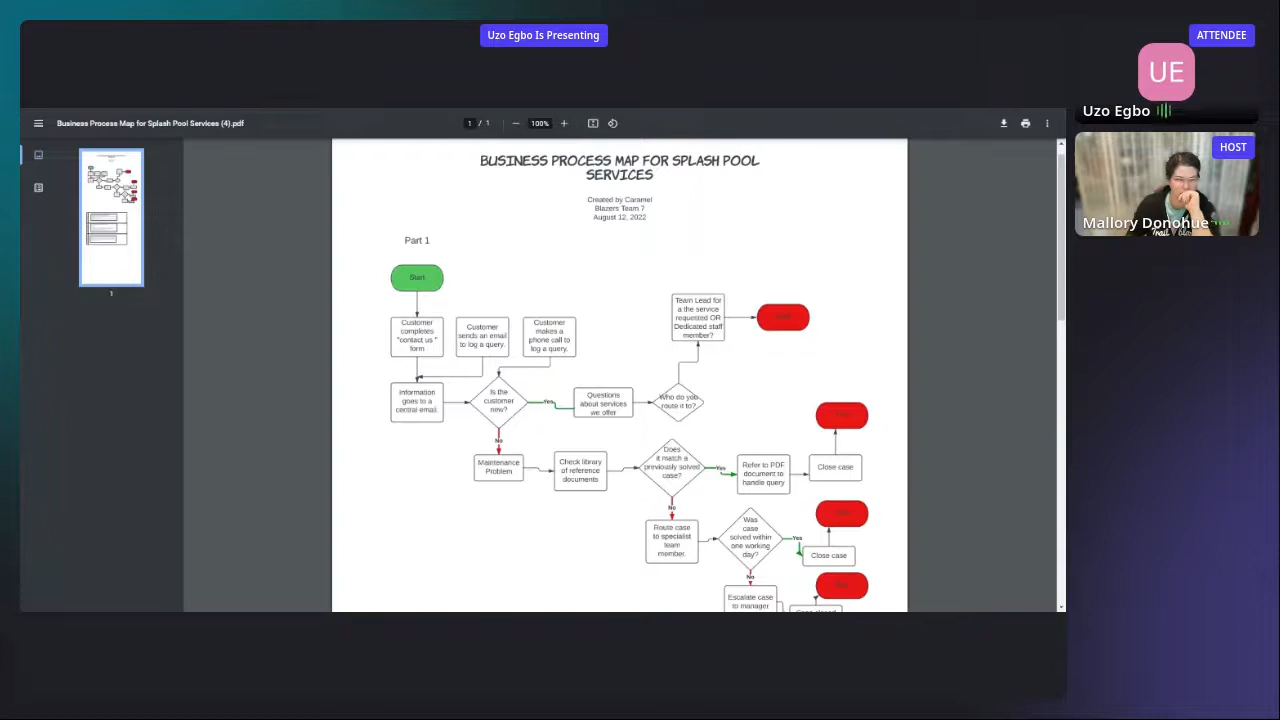 Uzo Egbo Is Presenting
ATTENDEE
UE
Uzo Egbo
HOST
Mallory Donohue
Business Process Map for Splash Pool Services (4).pdf
1 / 1
100%
1
BUSINESS PROCESS MAP FOR SPLASH POOL
SERVICES
Created by Caramel
Blazers Team 7
August 12, 2022
Part 1
Start
Customer
completes
"contact us "
form
Customer
sends an email
to log a query.
Customer
makes a
phone call to
log a query.
Team Lead for
a the service
requested OR
Dedicated staff
member?
Information
goes to a
central email.
Is the
customer
new?
Yes
Questions
about services
we offer
Who do you
route it to?
No
Maintenance
Problem
Check library
of reference
documents
Does
it match a
previously solved
case?
Yes
Refer to PDF
document to
handle query
Close case
No
Route case
to specialist
team
member.
Was
case
solved within
one working
day?
Yes
Close case
No
Escalate case
to manager